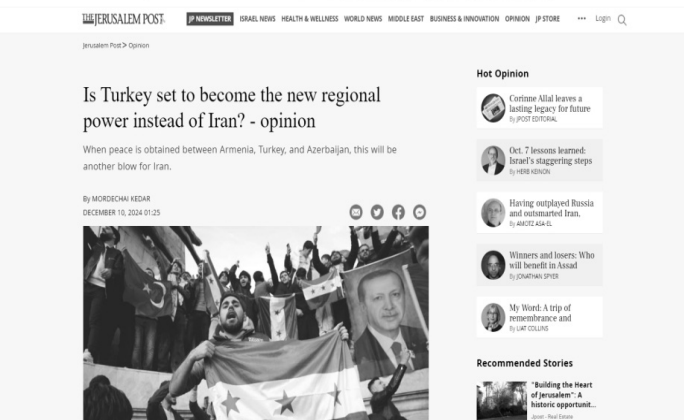 THE JERUSALEM POST
JP NEWSLETTER ISRAEL NEWS HEALTH & WELLNESS WORLD NEWS MIDDLE EAST BUSINESS & INNOVATION OPINION JP STORE ••• Login
Jerusalem Post > Opinion
Is Turkey set to become the new regional
power instead of Iran? - opinion
When peace is obtained between Armenia, Turkey, and Azerbaijan, this will be
another blow for Iran.
By MORDECHAI KEDAR
DECEMBER 10, 2024 01:25
Hot Opinion
Corinne Allal leaves a
lasting legacy for future
By JPOST EDITORIAL
Oct. 7 lessons learned:
Israel's staggering steps
By HERB KEINON
Having outplayed Russia
and outsmarted Iran,
By AMOTZ ASA-EL
Winners and losers: Who
will benefit in Assad
By JONATHAN SPYER
My Word: A trip of
remembrance and
By LIAT COLLINS
Recommended Stories
"Building the Heart
of Jerusalem": A
historic opportunit...
Jpost - Real Estate